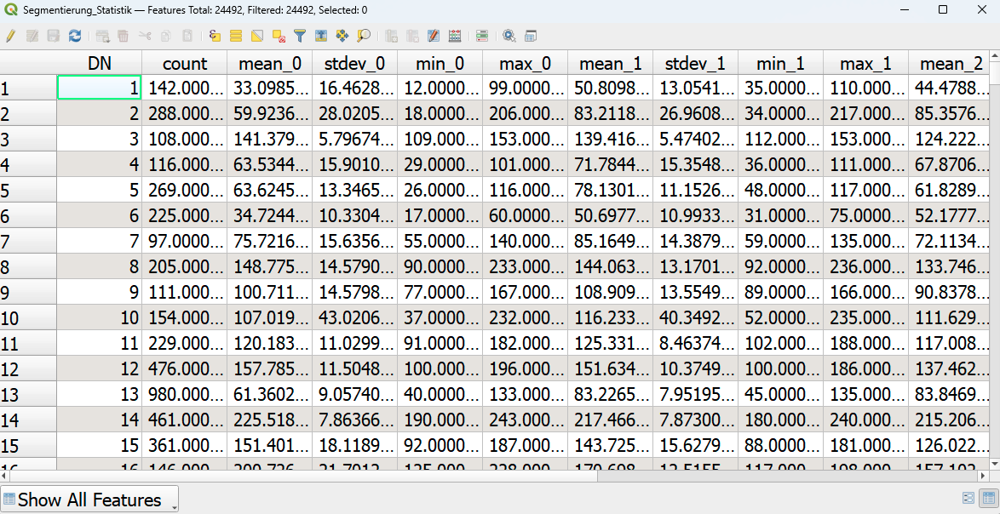 Segmentierung_Statistik — Features Total: 24492, Filtered: 24492, Selected: 0
DN count mean_0 stdev_0 min_0 max_0 mean_1 stdev_1 min_1 max_1 mean_2
1 1 142.000... 33.0985... 16.4628... 12.0000... 99.0000... 50.8098... 13.0541... 35.0000... 110.000... 44.4788...
2 2 288.000... 59.9236... 28.0205... 18.0000... 206.000... 83.2118... 26.9608... 34.0000... 217.000... 85.3576...
3 3 108.000... 141.379... 5.79674... 109.000... 153.000... 139.416... 5.47402... 112.000... 153.000... 124.222...
4 4 116.000... 63.5344... 15.9010... 29.0000... 101.000... 71.7844... 15.3548... 36.0000... 111.000... 67.8706...
5 5 269.000... 63.6245... 13.3465... 26.0000... 116.000... 78.1301... 11.1526... 48.0000... 117.000... 61.8289...
6 6 225.000... 34.7244... 10.3304... 17.0000... 60.0000... 50.6977... 10.9933... 31.0000... 75.0000... 52.1777...
7 7 97.0000... 75.7216... 15.6356... 55.0000... 140.000... 85.1649... 14.3879... 59.0000... 135.000... 72.1134...
8 8 205.000... 148.775... 14.5790... 90.0000... 233.000... 144.063... 13.1701... 92.0000... 236.000... 133.746...
9 9 111.000... 100.711... 14.5798... 77.0000... 167.000... 108.909... 13.5549... 89.0000... 166.000... 90.8378...
10 10 154.000... 107.019... 43.0206... 37.0000... 232.000... 116.233... 40.3492... 52.0000... 235.000... 111.629...
11 11 229.000... 120.183... 11.0299... 91.0000... 182.000... 125.331... 8.46374... 102.000... 188.000... 117.008...
12 12 476.000... 157.785... 11.5048... 100.000... 196.000... 151.634... 10.3749... 100.000... 186.000... 137.462...
13 13 980.000... 61.3602... 9.05740... 40.0000... 133.000... 83.2265... 7.95195... 45.0000... 135.000... 83.8469...
14 14 461.000... 225.518... 7.86366... 190.000... 243.000... 217.466... 7.87300... 180.000... 240.000... 215.206...
15 15 361.000... 151.401... 18.1189... 92.0000... 187.000... 143.725... 15.6279... 88.0000... 181.000... 126.022...
16 16
Show All Features